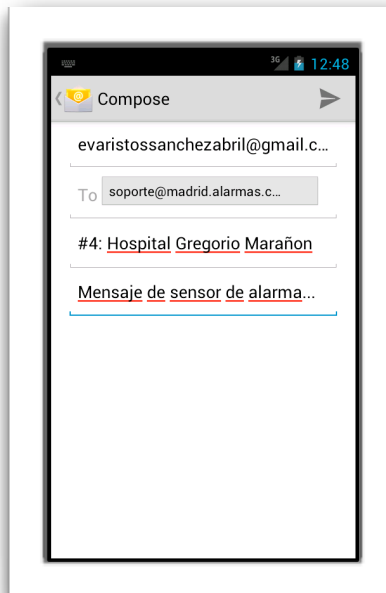 3G 12:48
Compose
evaristossanchezabril@gmail.c...
To soporte@madrid.alarmas.c...
#4: Hospital Gregorio Marañon
Mensaje de sensor de alarma...